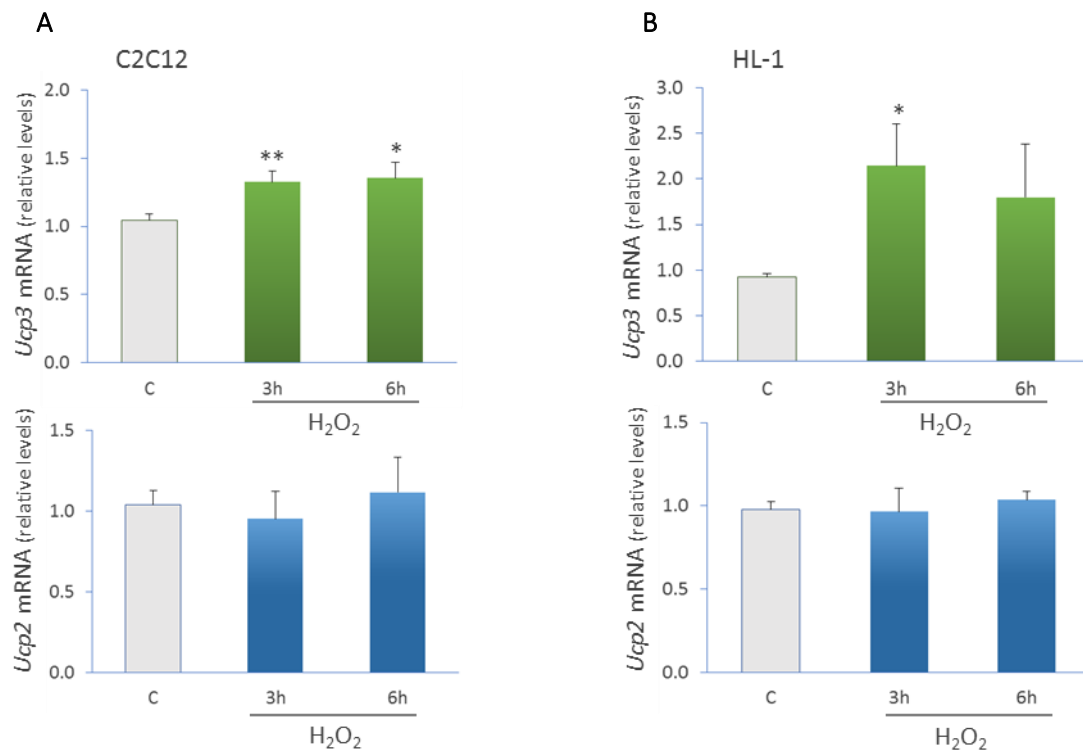 A
C2C12
Ucp3 mRNA (relative levels)
2.0
1.5
1.0
0.5
0.0
** 
*
C 3h 6h
H₂O₂
Ucp2 mRNA (relative levels)
1.5
1.0
0.5
0.0
C 3h 6h
H₂O₂
B
HL-1
Ucp3 mRNA (relative levels)
3.0
2.5
2.0
1.5
1.0
0.5
0.0
*
C 3h 6h
H₂O₂
Ucp2 mRNA (relative levels)
1.5
1.0
0.5
0.0
C 3h 6h
H₂O₂